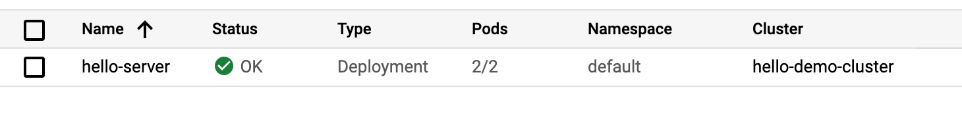 Name Status Type Pods Namespace Cluster
hello-server OK Deployment 2/2 default hello-demo-cluster